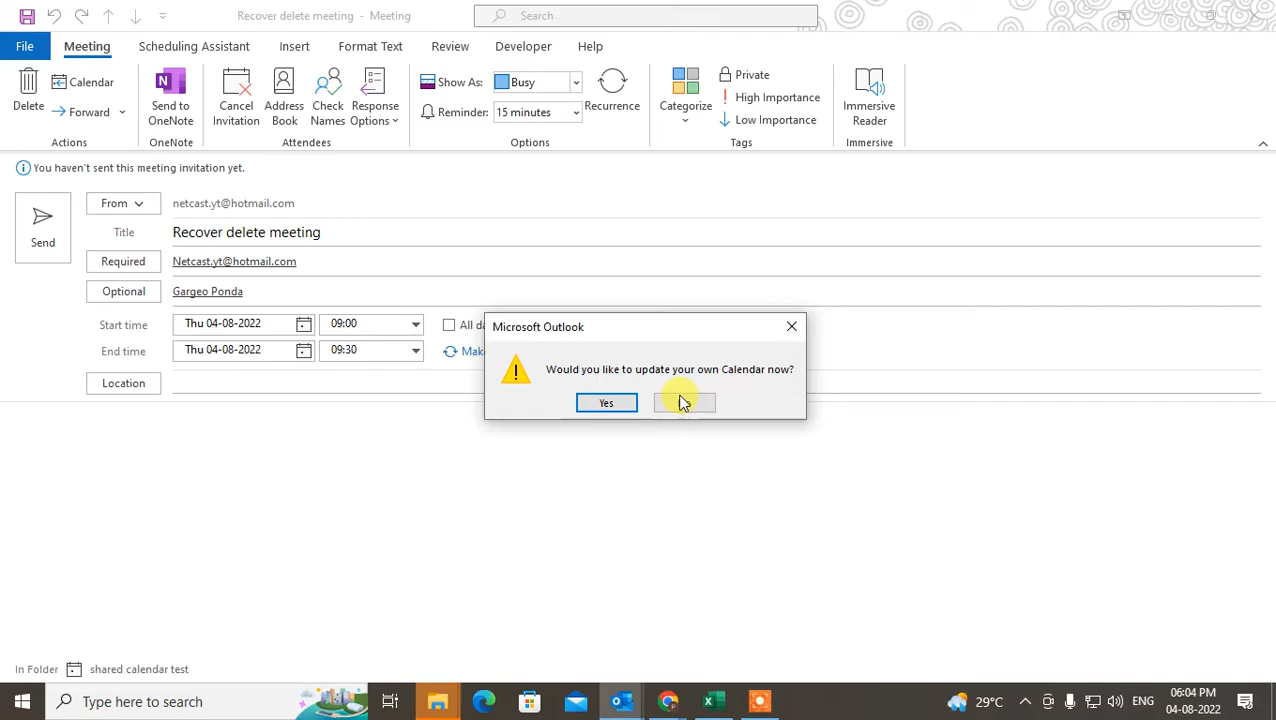 Recover delete meeting - Meeting
Search
File
Meeting
Scheduling Assistant
Insert
Format Text
Review
Developer
Help
Delete
Calendar
Forward
Actions
Send to
OneNote
OneNote
Cancel
Invitation
Address
Book
Check
Names
Response
Options
Attendees
Show As:
Busy
Reminder:
15 minutes
Recurrence
Options
Categorize
Private
High Importance
Low Importance
Tags
Immersive
Reader
Immersive
You haven't sent this meeting invitation yet.
Send
From
netcast.yt@hotmail.com
Title
Recover delete meeting
Required
Netcast.yt@hotmail.com
Optional
Gargeo Ponda
Start time
Thu 04-08-2022
09:00
All da
End time
Thu 04-08-2022
09:30
Make
Location
Microsoft Outlook
Would you like to update your own Calendar now?
Yes
In Folder
shared calendar test
Type here to search
29°C
ENG
06:04 PM
04-08-2022